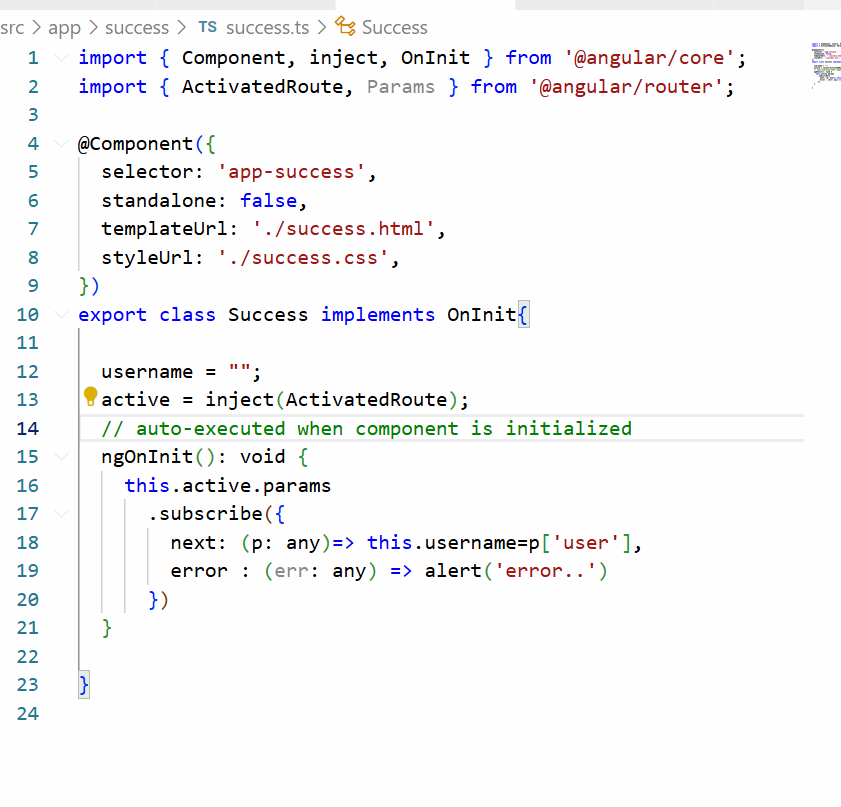 src > app > success > TS success.ts > Success
1 import { Component, inject, OnInit } from '@angular/core';
2 import { ActivatedRoute, Params } from '@angular/router';
3
4 @Component({
5 selector: 'app-success',
6 standalone: false,
7 templateUrl: './success.html',
8 styleUrl: './success.css',
9 })
10 export class Success implements OnInit{
11
12 username = "";
13 active = inject(ActivatedRoute);
14 // auto-executed when component is initialized
15 ngOnInit(): void {
16 this.active.params
17 .subscribe({
18 next: (p: any)=> this.username=p['user'],
19 error : (err: any) => alert('error..')
20 })
21 }
22
23 }
24